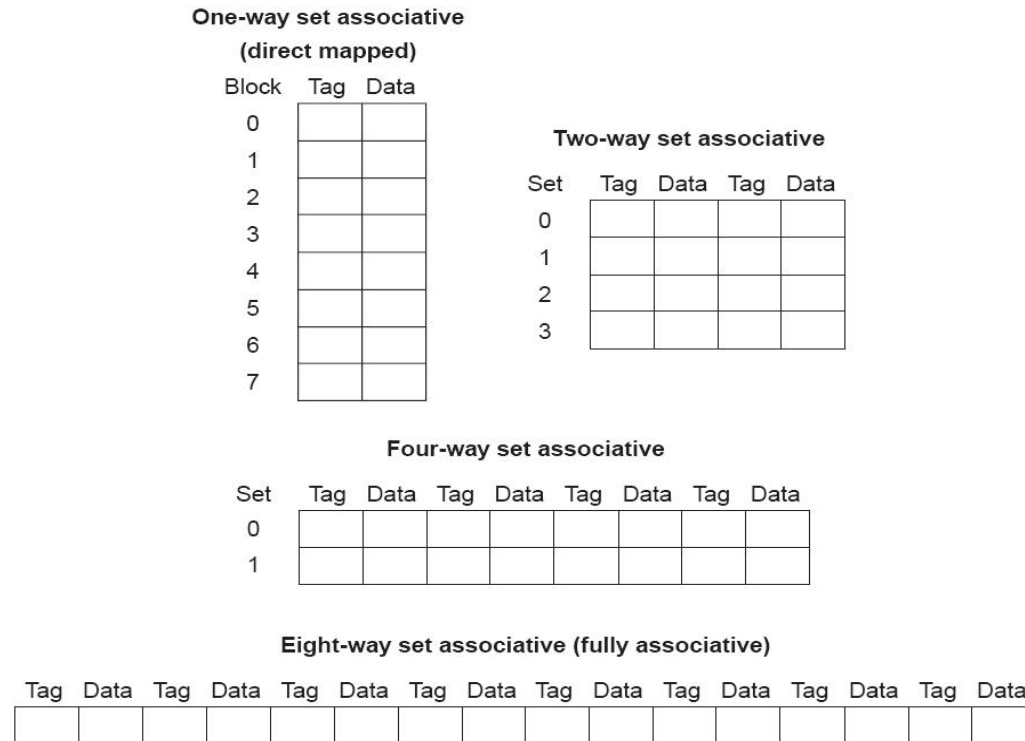 One-way set associative
(direct mapped)
Block Tag Data
0
1
2
3
4
5
6
7
Two-way set associative
Set Tag Data Tag Data
0
1
2
3
Four-way set associative
Set Tag Data Tag Data Tag Data Tag Data
0
1
Eight-way set associative (fully associative)
Tag Data Tag Data Tag Data Tag Data Tag Data Tag Data Tag Data Tag Data